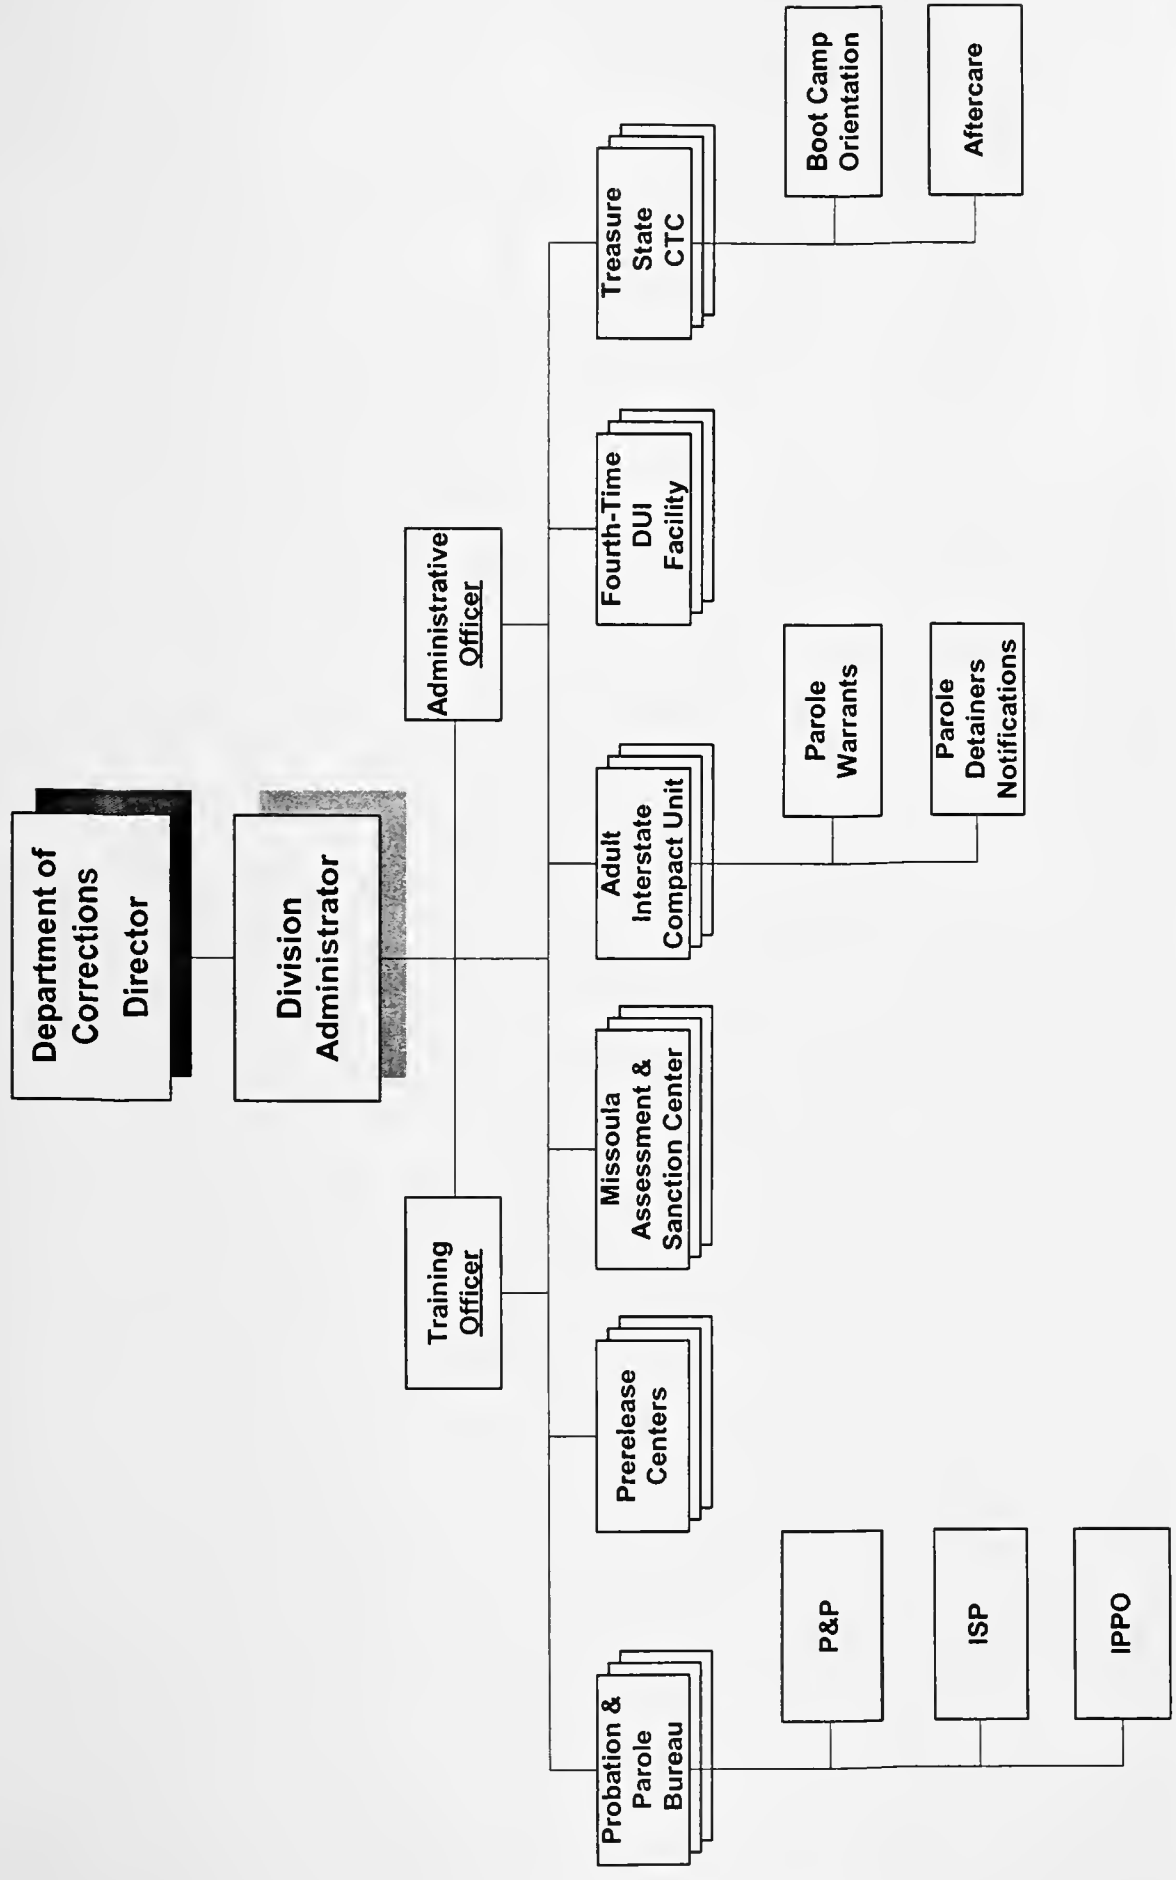 Department of
Corrections
Director
Division
Administrator
Training
Officer
Administrative
Officer
Probation &
Parole
Bureau
Prerelease
Centers
Missoula
Assessment &
Sanction Center
Adult
Interstate
Compact Unit
Fourth-Time
DUI
Facility
Treasure
State
CTC
P&P
ISP
IPPO
Parole
Warrants
Parole
Detainers
Notifications
Boot Camp
Orientation
Aftercare